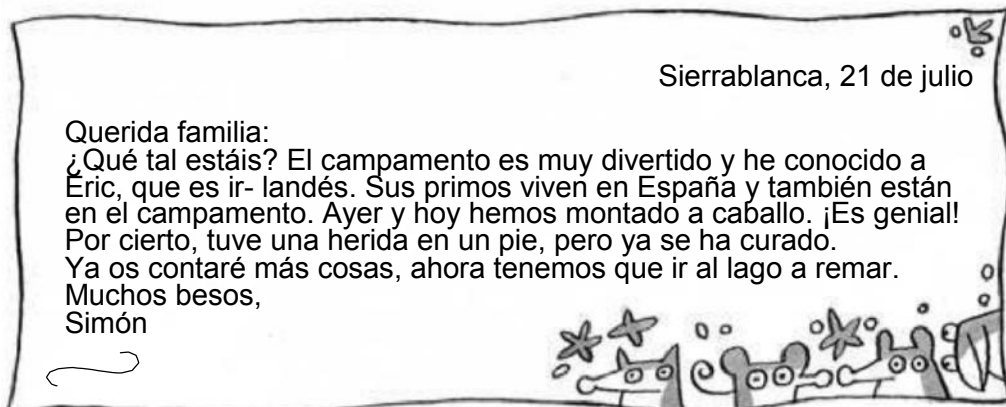 Sierrablanca, 21 de julio
Querida familia:
¿Qué tal estáis? El campamento es muy divertido y he conocido a
Eric, que es ir- landés. Sus primos viven en España y también están
en el campamento. Ayer y hoy hemos montado a caballo. ¡Es genial!
Por cierto, tuve una herida en un pie, pero ya se ha curado.
Ya os contaré más cosas, ahora tenemos que ir al lago a remar.
Muchos besos,
Simón